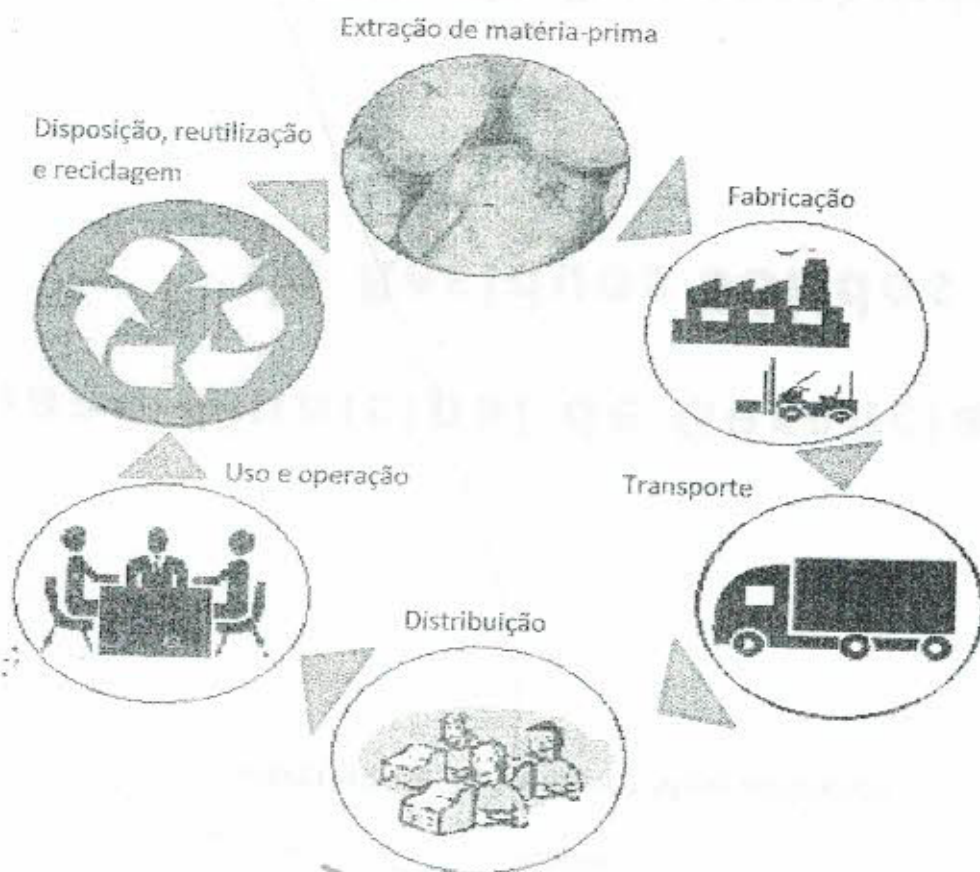 Extração de matéria-prima
Disposição, reutilização
e reciclagem
Fabricação
Uso e operação
Transporte
Distribuição